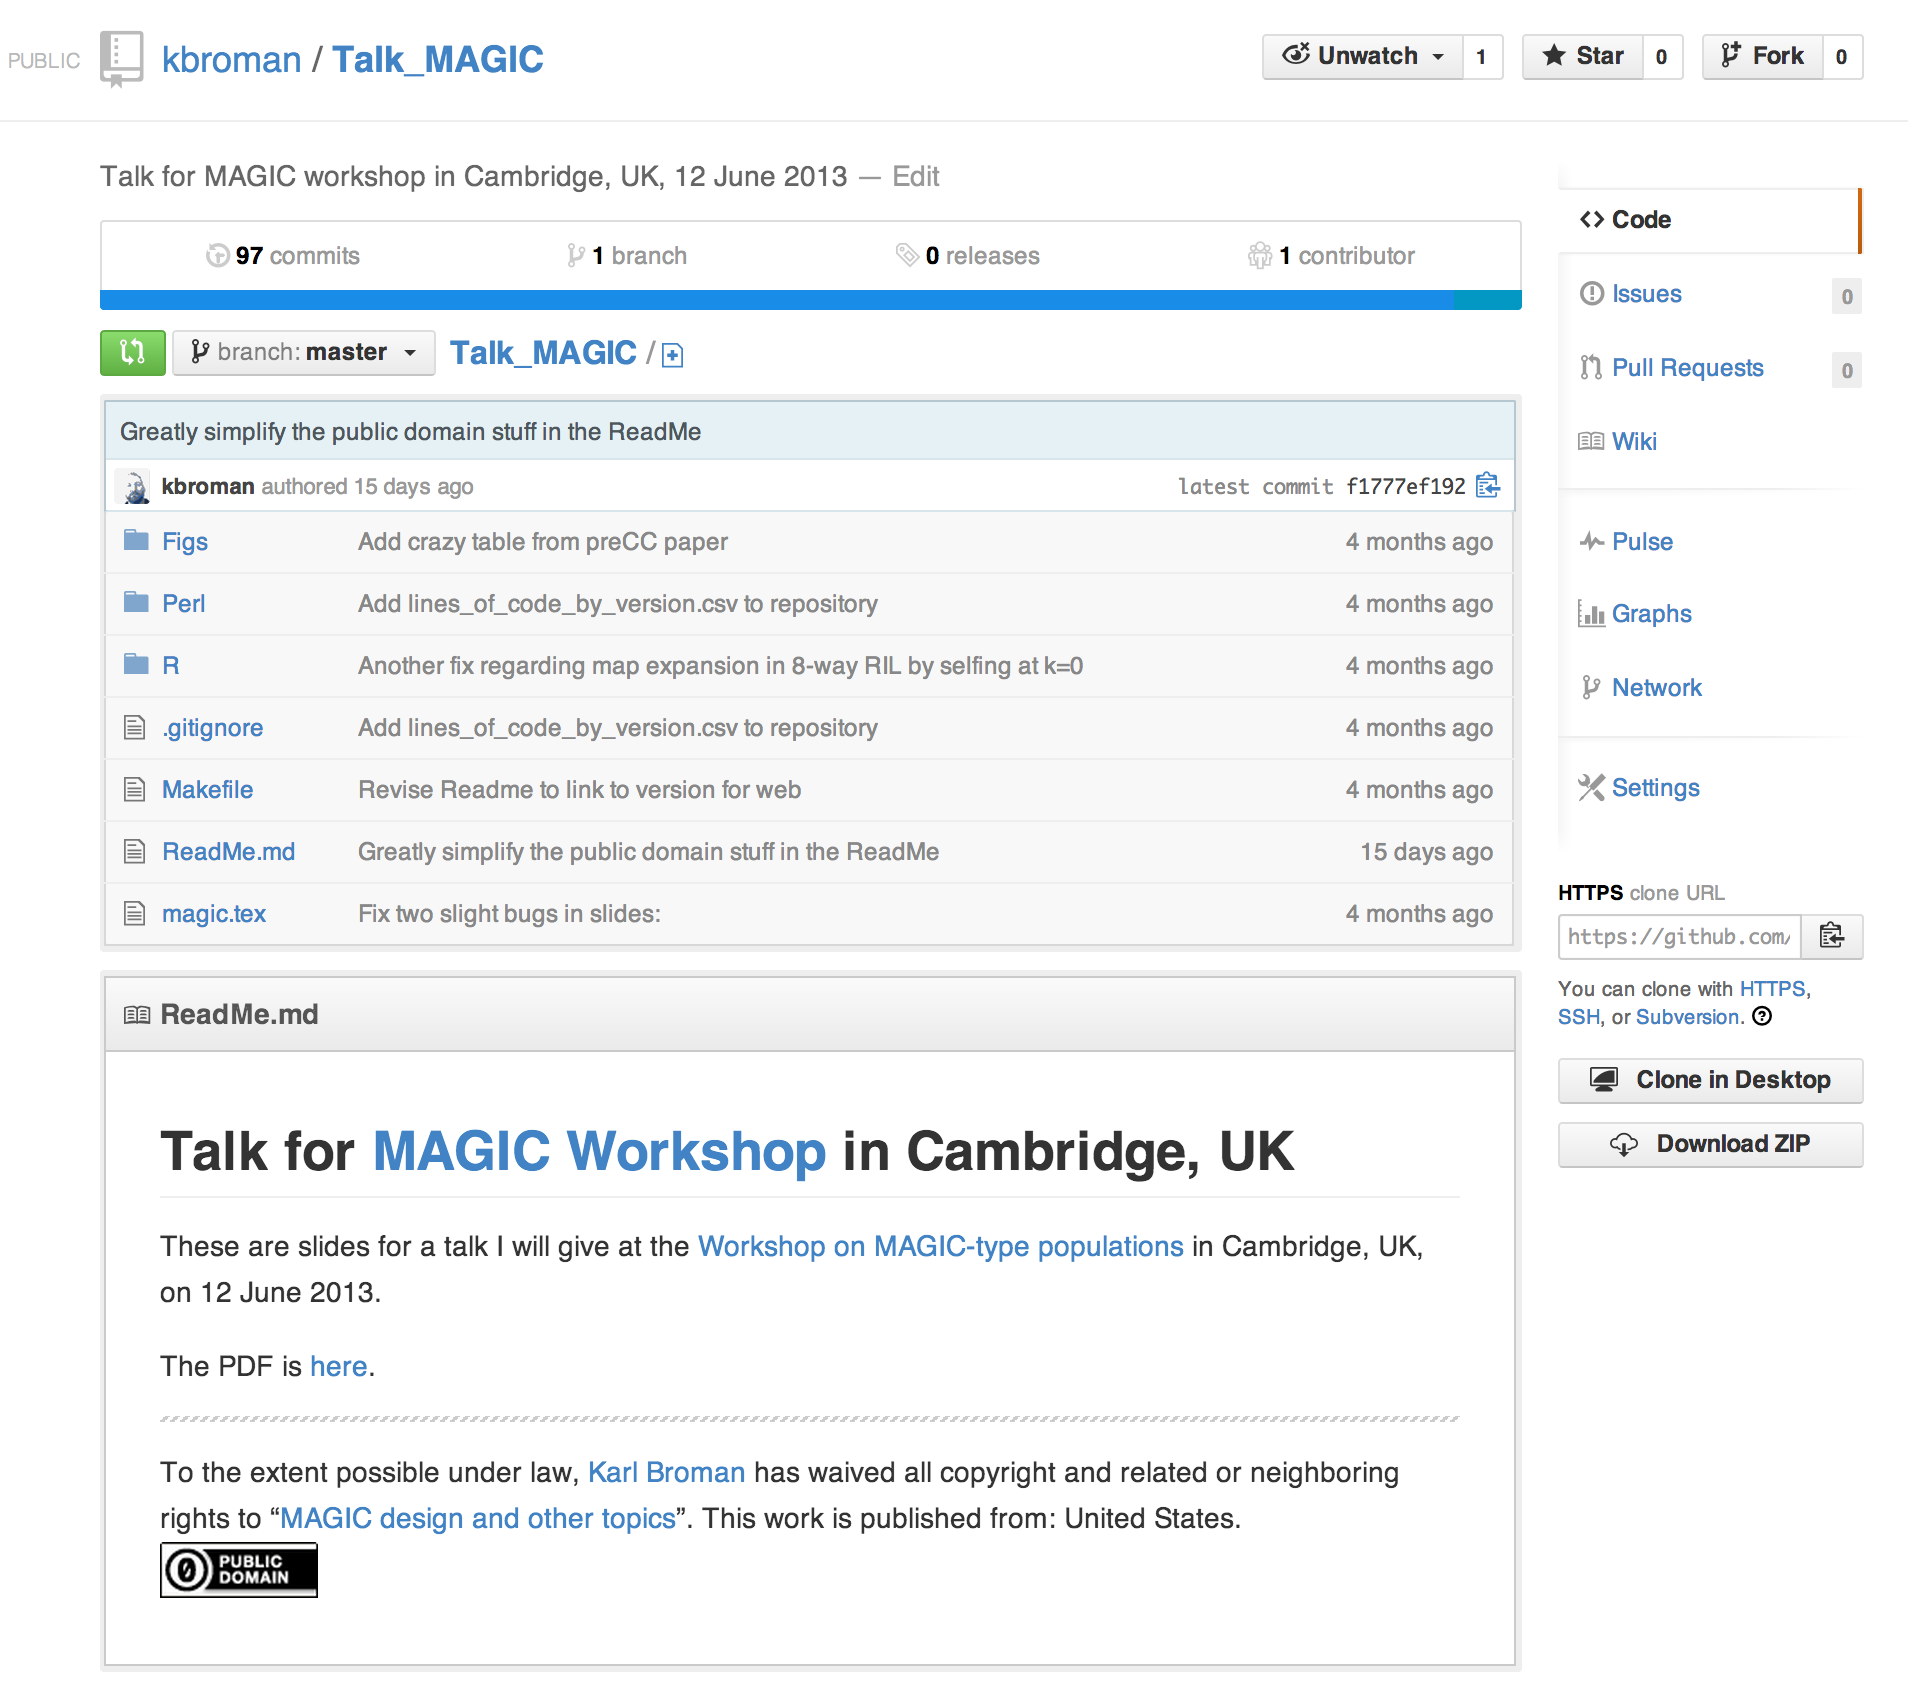 PUBLIC kbroman / Talk_MAGIC Unwatch 1 Star 0 Fork 0
Talk for MAGIC workshop in Cambridge, UK, 12 June 2013 — Edit
97 commits 1 branch 0 releases 1 contributor
branch: master Talk_MAGIC /
Greatly simplify the public domain stuff in the ReadMe
kbroman authored 15 days ago latest commit f1777ef192
Figs Add crazy table from preCC paper 4 months ago
Perl Add lines_of_code_by_version.csv to repository 4 months ago
R Another fix regarding map expansion in 8-way RIL by selfing at k=0 4 months ago
.gitignore Add lines_of_code_by_version.csv to repository 4 months ago
Makefile Revise Readme to link to version for web 4 months ago
ReadMe.md Greatly simplify the public domain stuff in the ReadMe 15 days ago
magic.tex Fix two slight bugs in slides: 4 months ago
ReadMe.md
Talk for MAGIC Workshop in Cambridge, UK
These are slides for a talk I will give at the Workshop on MAGIC-type populations in Cambridge, UK,
on 12 June 2013.
The PDF is here.
To the extent possible under law, Karl Broman has waived all copyright and related or neighboring
rights to “MAGIC design and other topics”. This work is published from: United States.
PUBLIC
DOMAIN
Code
Issues 0
Pull Requests 0
Wiki
Pulse
Graphs
Network
Settings
HTTPS clone URL
https://github.com/
You can clone with HTTPS,
SSH, or Subversion.
Clone in Desktop
Download ZIP